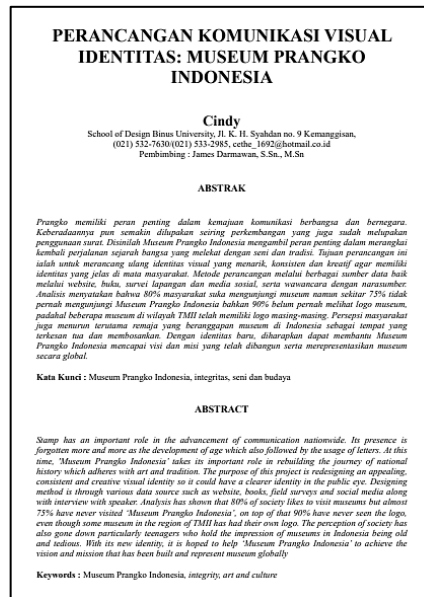 PERANCANGAN KOMUNIKASI VISUAL
IDENTITAS: MUSEUM PRANGKO
INDONESIA
Cindy
School of Design Binus University, Jl. K. H. Syahdan no. 9 Kemanggisan,
(021) 532-7630/(021) 533-2985, cethe_1692@hotmail.co.id
Pembimbing : James Darmawan, S.Sn., M.Sn
ABSTRAK
Prangko memiliki peran penting dalam kemajuan komunikasi berbangsa dan bernegara.
Keberadaannya pun semakin dilupakan seiring perkembangan yang juga sudah melupakan
penggunaan surat. Disinilah Museum Prangko Indonesia mengambil peran penting dalam merangkai
kembali perjalanan sejarah bangsa yang melekat dengan seni dan tradisi. Tujuan perancangan ini
ialah untuk merancang ulang identitas visual yang menarik, konsisten dan kreatif agar memiliki
identitas yang jelas di mata masyarakat. Metode perancangan melalui berbagai sumber data baik
melalui website, buku, survei lapangan dan media sosial, serta wawancara dengan narasumber.
Analisis menyatakan bahwa 80% masyarakat suka mengunjungi museum namun sekitar 75% tidak
pernah mengunjungi Museum Prangko Indonesia bahkan 90% belum pernah melihat logo museum,
padahal beberapa museum di wilayah TMII telah memiliki logo masing-masing. Persepsi masyarakat
juga menurun terutama remaja yang beranggapan museum di Indonesia sebagai tempat yang
terkesan tua dan membosankan. Dengan identitas baru, diharapkan dapat membantu Museum
Prangko Indonesia mencapai visi dan misi yang telah dibangun serta merepresentasikan museum
secara global.
Kata Kunci : Museum Prangko Indonesia, integritas, seni dan budaya
ABSTRACT
Stamp has an important role in the advancement of communication nationwide. Its presence is
forgotten more and more as the development of age which also followed by the usage of letters. At this
time, 'Museum Prangko Indonesia' takes its important role in rebuilding the journey of national
history which adheres with art and tradition. The purpose of this project is redesigning an appealing,
consistent and creative visual identity so it could have a clearer identity in the public eye. Designing
method is through various data source such as website, books, field surveys and social media along
with interview with speaker. Analysis has shown that 80% of society likes to visit museums but almost
75% have never visited 'Museum Prangko Indonesia', on top of that 90% have never seen the logo,
even though some museum in the region of TMII has had their own logo. The perception of society has
also gone down particularly teenagers who hold the impression of museums in Indonesia being old
and tedious. With its new identity, it is hoped to help 'Museum Prangko Indonesia' to achieve the
vision and mission that has been built and represent museum globally
Keywords : Museum Prangko Indonesia, integrity, art and culture